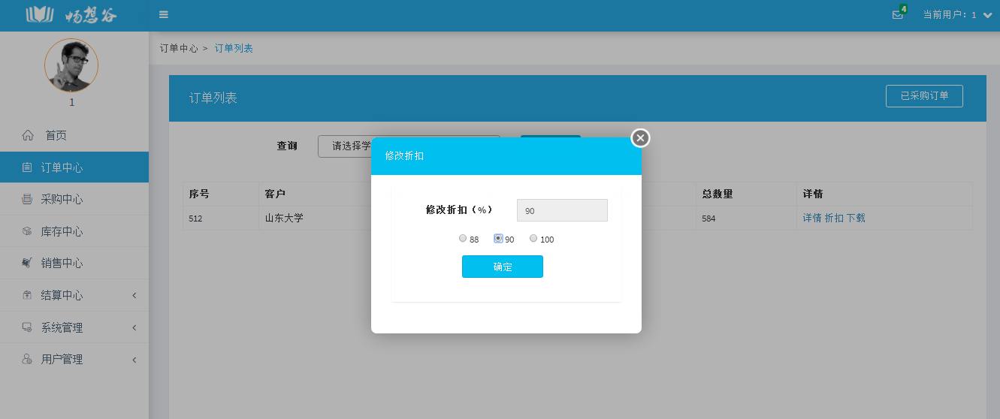 畅想谷
4
当前用户：1
订单中心 > 订单列表
1
首页
订单中心
采购中心
库存中心
销售中心
结算中心
系统管理
用户管理
订单列表
已采购订单
查询
请选择学
修改折扣
修改折扣（%）
90
88
90
100
确定
序号
客户
总数量
详情
512
山东大学
584
详情 折扣 下载